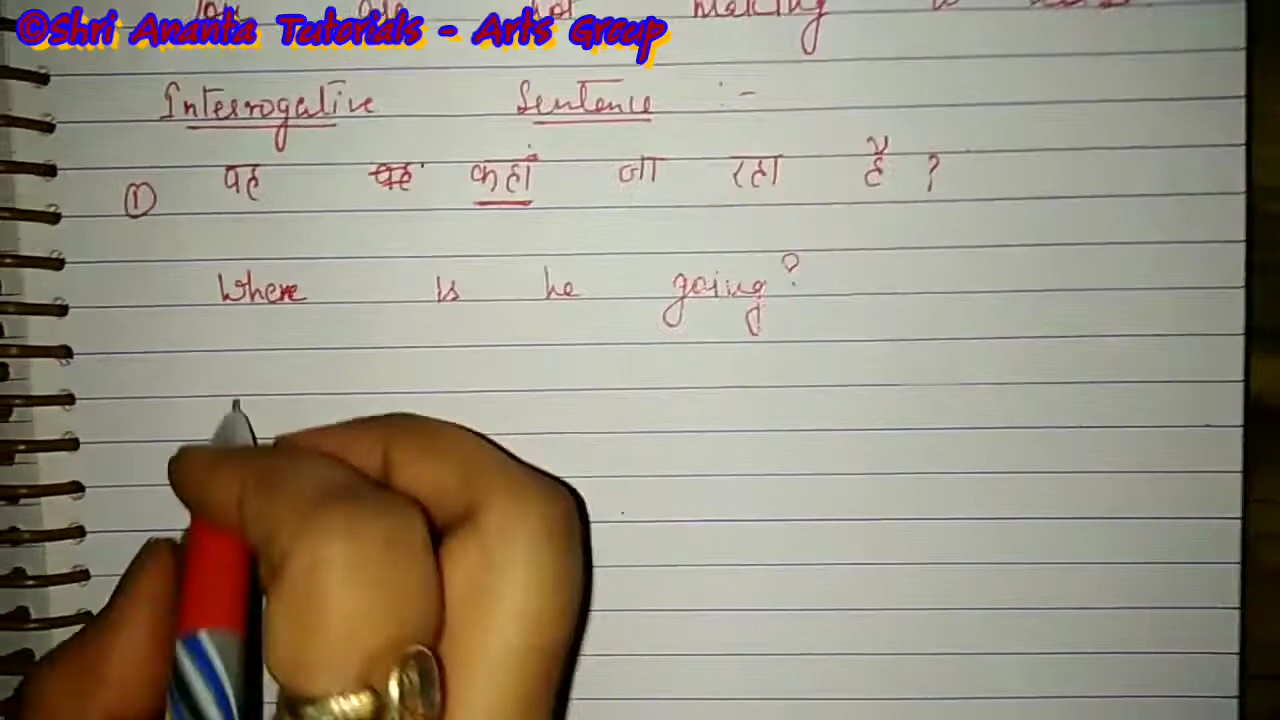 ©Shri Ananta Tutorials - Arts Group
Interrogative Sentence :-
① वह कहां जा रहा है ?
Where is he going?